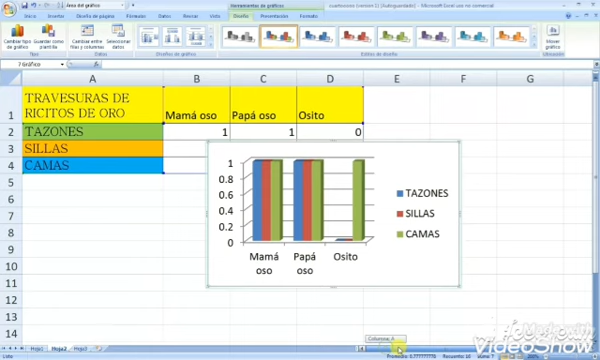 Área del gráfico
Herramientas de gráficos
Microsoft Excel uso no comercial
Inicio
Insertar
Diseño de página
Fórmulas
Datos
Revisar
Vista
Diseño
Presentación
Formato
Cambiar tipo de gráfico
Guardar como plantilla
Cambiar entre filas y columnas
Seleccionar datos
Mover gráfico
Tipo
Datos
Diseños de gráfico
Estilos de diseño
Ubicación
7 Gráfico
A B C D E F G
1 TRAVESURAS DE RICITOS DE ORO Mamá oso Papá oso Osito
2 TAZONES 1 1 0
3 SILLAS
4 CAMAS
5
6
7
8
9
10
11
12
13
14
1
0.8
0.6
0.4
0.2
0
Mamá oso
Papá oso
Osito
TAZONES
SILLAS
CAMAS
Hoja1 Hoja2 Hoja3
Made with
VideoShow